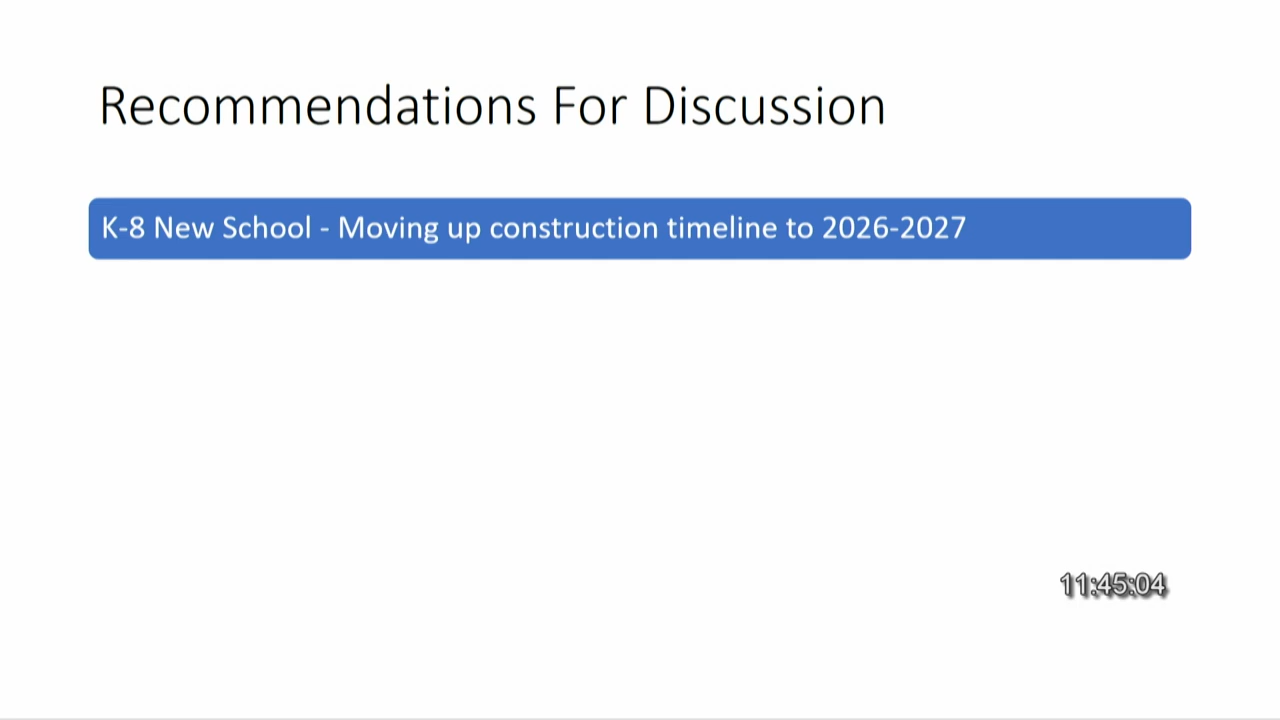 Recommendations For Discussion
K-8 New School - Moving up construction timeline to 2026-2027
11:45:04